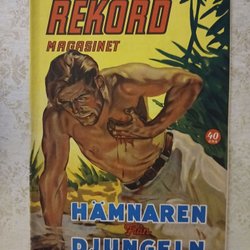 REKORD
MAGASINET
40
HÄMNAREN
från
DJUNGELN